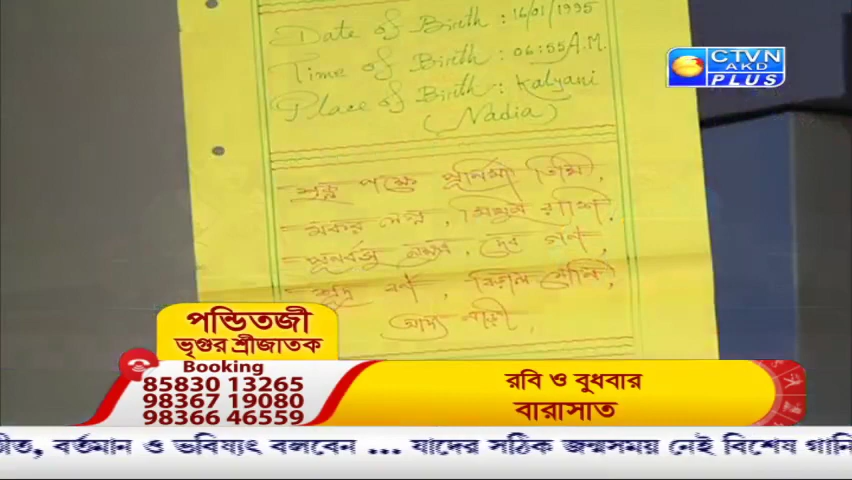 Date of Birth : 16/01/1995
Time of Birth : 06:55 A.M.
Place of Birth : Kalyani
(Nadia)
CTVN
AKD
PLUS
শুক্ল পক্ষে পূর্নিমা তিথী,
মকর লগ্ন, মিথুন রাশি,
পুনর্বসু নক্ষত্র, দেব গণ,
শূদ্র বর্ণ, বিড়াল যোনি,
আদ্য নাড়ী,
পন্ডিতজী
ভৃগুর শ্রীজাতক
Booking
85830 13265
98367 19080
98366 46559
রবি ও বুধবার
বারাসাত
বর্তমান ও ভবিষ্যৎ বলবেন ... যাদের সঠিক জন্মসময় নেই বিশেষ